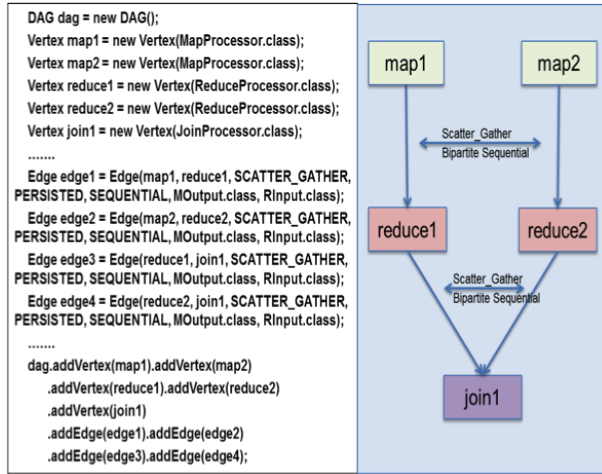 DAG dag = new DAG();
Vertex map1 = new Vertex(MapProcessor.class);
Vertex map2 = new Vertex(MapProcessor.class);
Vertex reduce1 = new Vertex(ReduceProcessor.class);
Vertex reduce2 = new Vertex(ReduceProcessor.class);
Vertex join1 = new Vertex(JoinProcessor.class);
.......
Edge edge1 = Edge(map1, reduce1, SCATTER_GATHER,
PERSISTED, SEQUENTIAL, MOutput.class, RInput.class);
Edge edge2 = Edge(map2, reduce2, SCATTER_GATHER,
PERSISTED, SEQUENTIAL, MOutput.class, RInput.class);
Edge edge3 = Edge(reduce1, join1, SCATTER_GATHER,
PERSISTED, SEQUENTIAL, MOutput.class, RInput.class);
Edge edge4 = Edge(reduce2, join1, SCATTER_GATHER,
PERSISTED, SEQUENTIAL, MOutput.class, RInput.class);
.......
dag.addVertex(map1).addVertex(map2)
.addVertex(reduce1).addVertex(reduce2)
.addVertex(join1)
.addEdge(edge1).addEdge(edge2)
.addEdge(edge3).addEdge(edge4);
map1
map2
Scatter_Gather
Bipartite Sequential
reduce1
reduce2
Scatter_Gather
Bipartite Sequential
join1